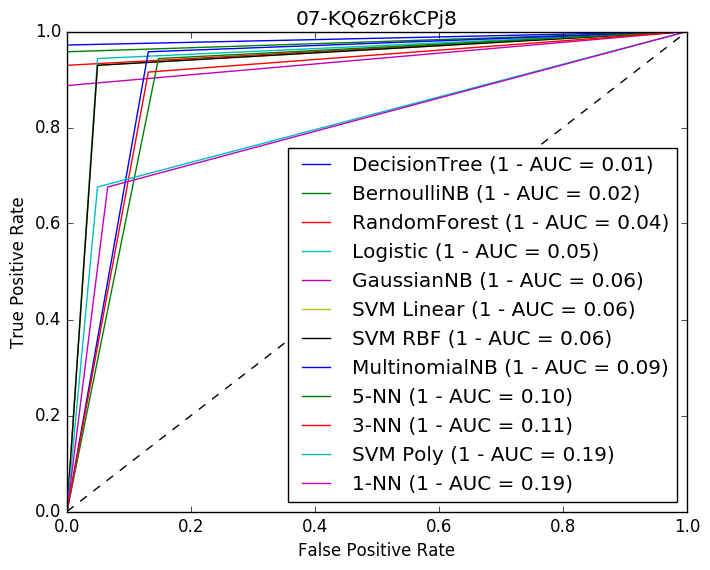 07-KQ6zr6kCPj8
True Positive Rate
1.0
0.8
0.6
0.4
0.2
0.0
DecisionTree (1 - AUC = 0.01)
BernoulliNB (1 - AUC = 0.02)
RandomForest (1 - AUC = 0.04)
Logistic (1 - AUC = 0.05)
GaussianNB (1 - AUC = 0.06)
SVM Linear (1 - AUC = 0.06)
SVM RBF (1 - AUC = 0.06)
MultinomialNB (1 - AUC = 0.09)
5-NN (1 - AUC = 0.10)
3-NN (1 - AUC = 0.11)
SVM Poly (1 - AUC = 0.19)
1-NN (1 - AUC = 0.19)
0.0 0.2 0.4 0.6 0.8 1.0
False Positive Rate